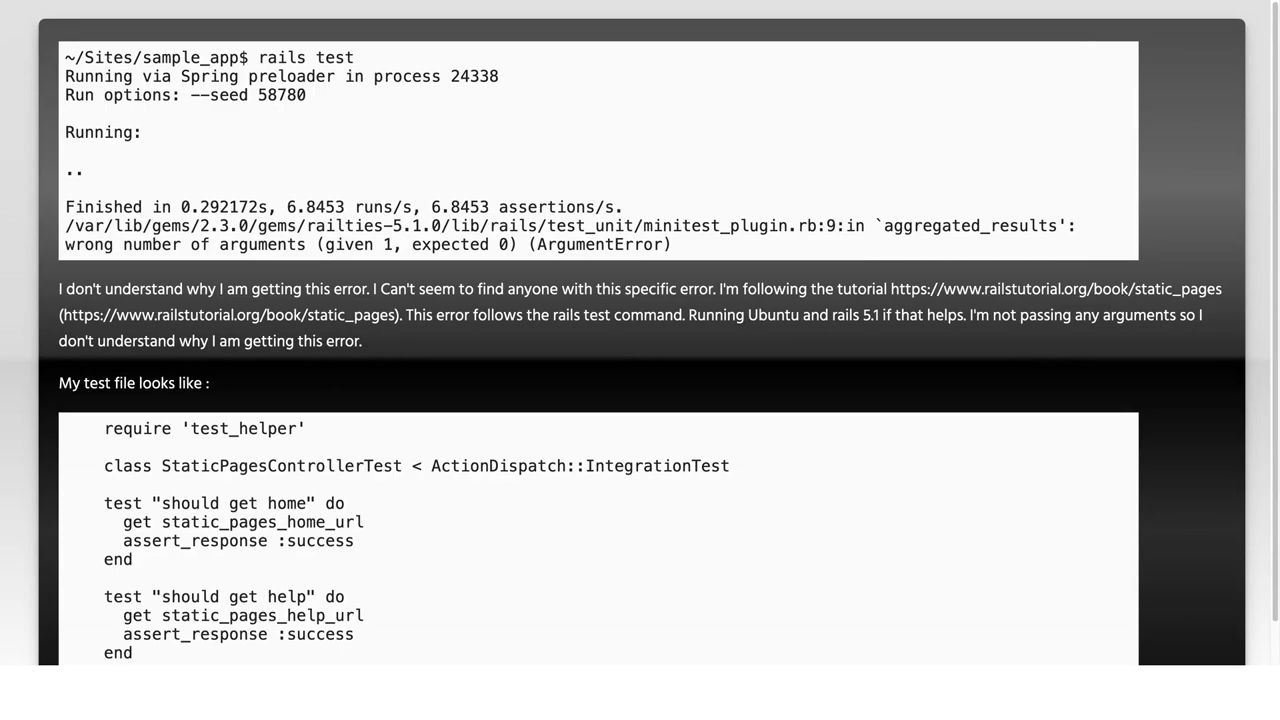 ~/Sites/sample_app$ rails test
Running via Spring preloader in process 24338
Run options: --seed 58780
Running:
..
Finished in 0.292172s, 6.8453 runs/s, 6.8453 assertions/s.
/var/lib/gems/2.3.0/gems/railties-5.1.0/lib/rails/test_unit/minitest_plugin.rb:9:in `aggregated_results':
wrong number of arguments (given 1, expected 0) (ArgumentError)
I don't understand why I am getting this error. I Can't seem to find anyone with this specific error. I'm following the tutorial https://www.railstutorial.org/book/static_pages
(https://www.railstutorial.org/book/static_pages). This error follows the rails test command. Running Ubuntu and rails 5.1 if that helps. I'm not passing any arguments so I
don't understand why I am getting this error.
My test file looks like :
require 'test_helper'
class StaticPagesControllerTest < ActionDispatch::IntegrationTest
test "should get home" do
get static_pages_home_url
assert_response :success
end
test "should get help" do
get static_pages_help_url
assert_response :success
end